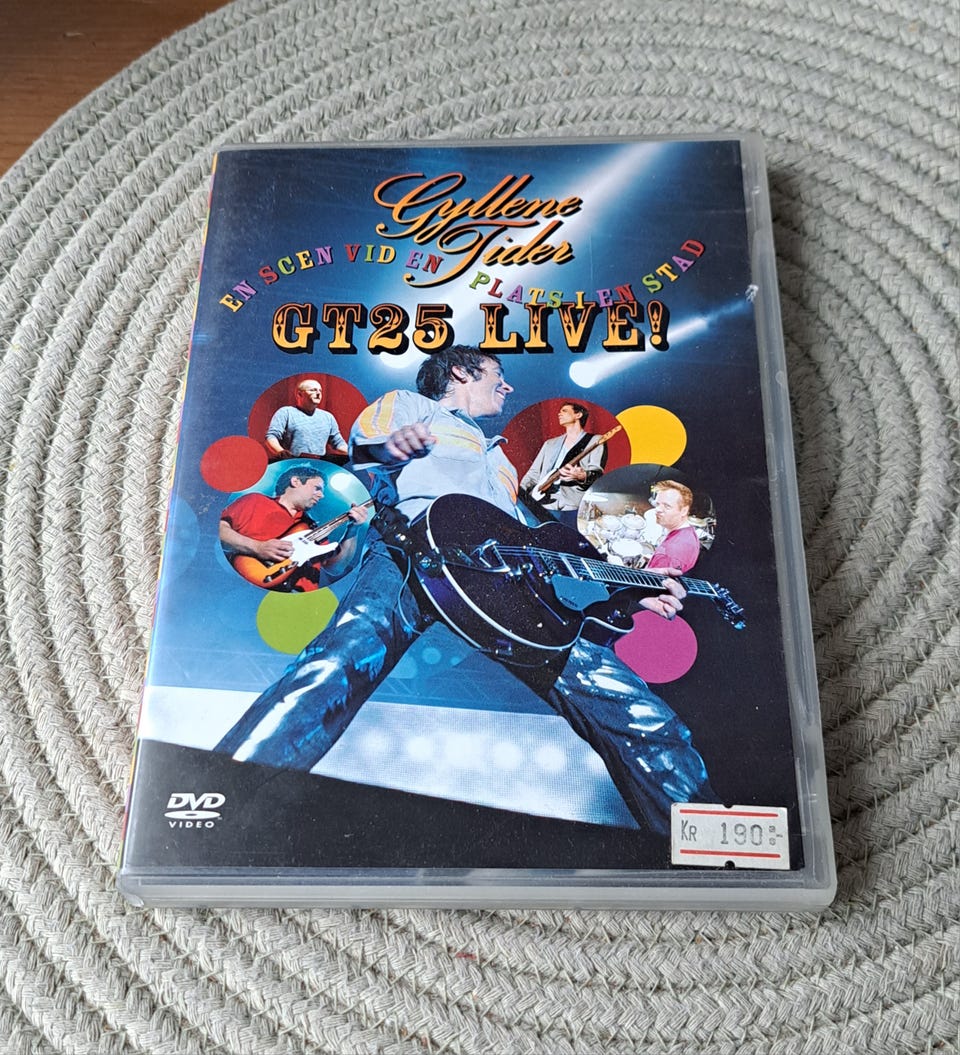 Gyllene
Tider
EN SCEN VID EN PLATS I EN STAD
GT25 LIVE!
DVD
VIDEO
KR 190:-